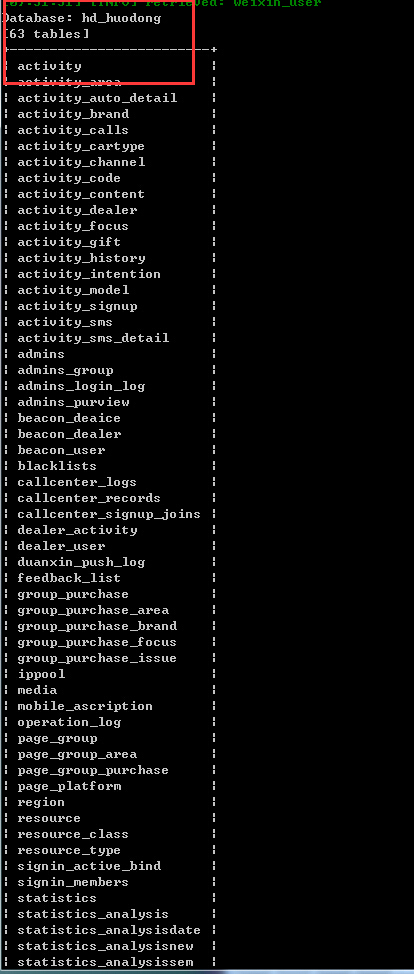 [07:31:31] [INFO] retrieved: weixin_user
Database: hd_huodong
[63 tables]
+--------------------------+
| activity |
| activity_area |
| activity_auto_detail |
| activity_brand |
| activity_calls |
| activity_cartype |
| activity_channel |
| activity_code |
| activity_content |
| activity_dealer |
| activity_focus |
| activity_gift |
| activity_history |
| activity_intention |
| activity_model |
| activity_signup |
| activity_sms |
| activity_sms_detail |
| admins |
| admins_group |
| admins_login_log |
| admins_purview |
| beacon_deaice |
| beacon_dealer |
| beacon_user |
| blacklists |
| callcenter_logs |
| callcenter_records |
| callcenter_signup_joins |
| dealer_activity |
| dealer_user |
| duanxin_push_log |
| feedback_list |
| group_purchase |
| group_purchase_area |
| group_purchase_brand |
| group_purchase_focus |
| group_purchase_issue |
| ippool |
| media |
| mobile_ascription |
| operation_log |
| page_group |
| page_group_area |
| page_group_purchase |
| page_platform |
| region |
| resource |
| resource_class |
| resource_type |
| signin_active_bind |
| signin_members |
| statistics |
| statistics_analysis |
| statistics_analysisdate |
| statistics_analysisnew |
| statistics_analysissem |